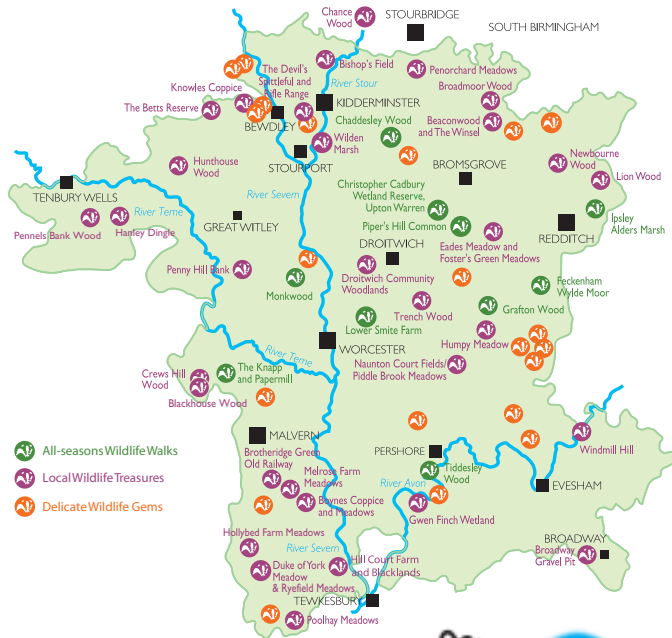 Chance
Wood
STOURBRIDGE
SOUTH BIRMINGHAM
The Devil's
Spittleful and
Rifle Range
Bishop's Field
River Stour
Penorchard Meadows
Knowles Coppice
Broadmoor Wood
The Betts Reserve
KIDDERMINSTER
BEWDLEY
Chaddesley Wood
Beaconwood
and The Winsel
Wilden
Marsh
STOURPORT
Hunthouse
Wood
BROMSGROVE
Newbourne
Wood
Lion Wood
TENBURY WELLS
River Severn
Christopher Cadbury
Wetland Reserve,
Upton Warren
River Teme
GREAT WITLEY
Pennels Bank Wood
Hanley Dingle
Piper's Hill Common
Ipsley
Alders Marsh
REDDITCH
DROITWICH
Eades Meadow and
Foster's Green Meadows
Penny Hill Bank
Monkwood
Droitwich Community
Woodlands
Feckenham
Wylde Moor
Trench Wood
Grafton Wood
Lower Smite Farm
Humpy Meadow
River Teme
WORCESTER
Naunton Court Fields/
Piddle Brook Meadows
Crews Hill
Wood
The Knapp
and Papermill
Blackhouse Wood
MALVERN
All-seasons Wildlife Walks
Local Wildlife Treasures
Delicate Wildlife Gems
Brotheridge Green
Old Railway
Melrose Farm
Meadows
Boynes Coppice
and Meadows
PERSHORE
Tiddesley
Wood
Windmill Hill
River Avon
EVESHAM
Gwen Finch Wetland
Hollybed Farm Meadows
River Severn
BROADWAY
Broadway
Gravel Pit
Duke of York
Meadow
& Ryefield Meadows
Hill Court Farm
and Blacklands
TEWKESBURY
Poolhay Meadows